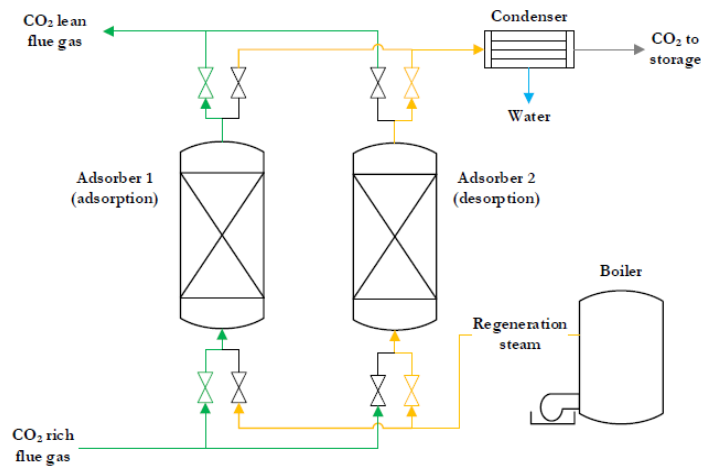 CO₂ lean
flue gas
Condenser
CO₂ to
storage
Water
Adsorber 1
(adsorption)
Adsorber 2
(desorption)
Boiler
Regeneration
steam
CO₂ rich
flue gas